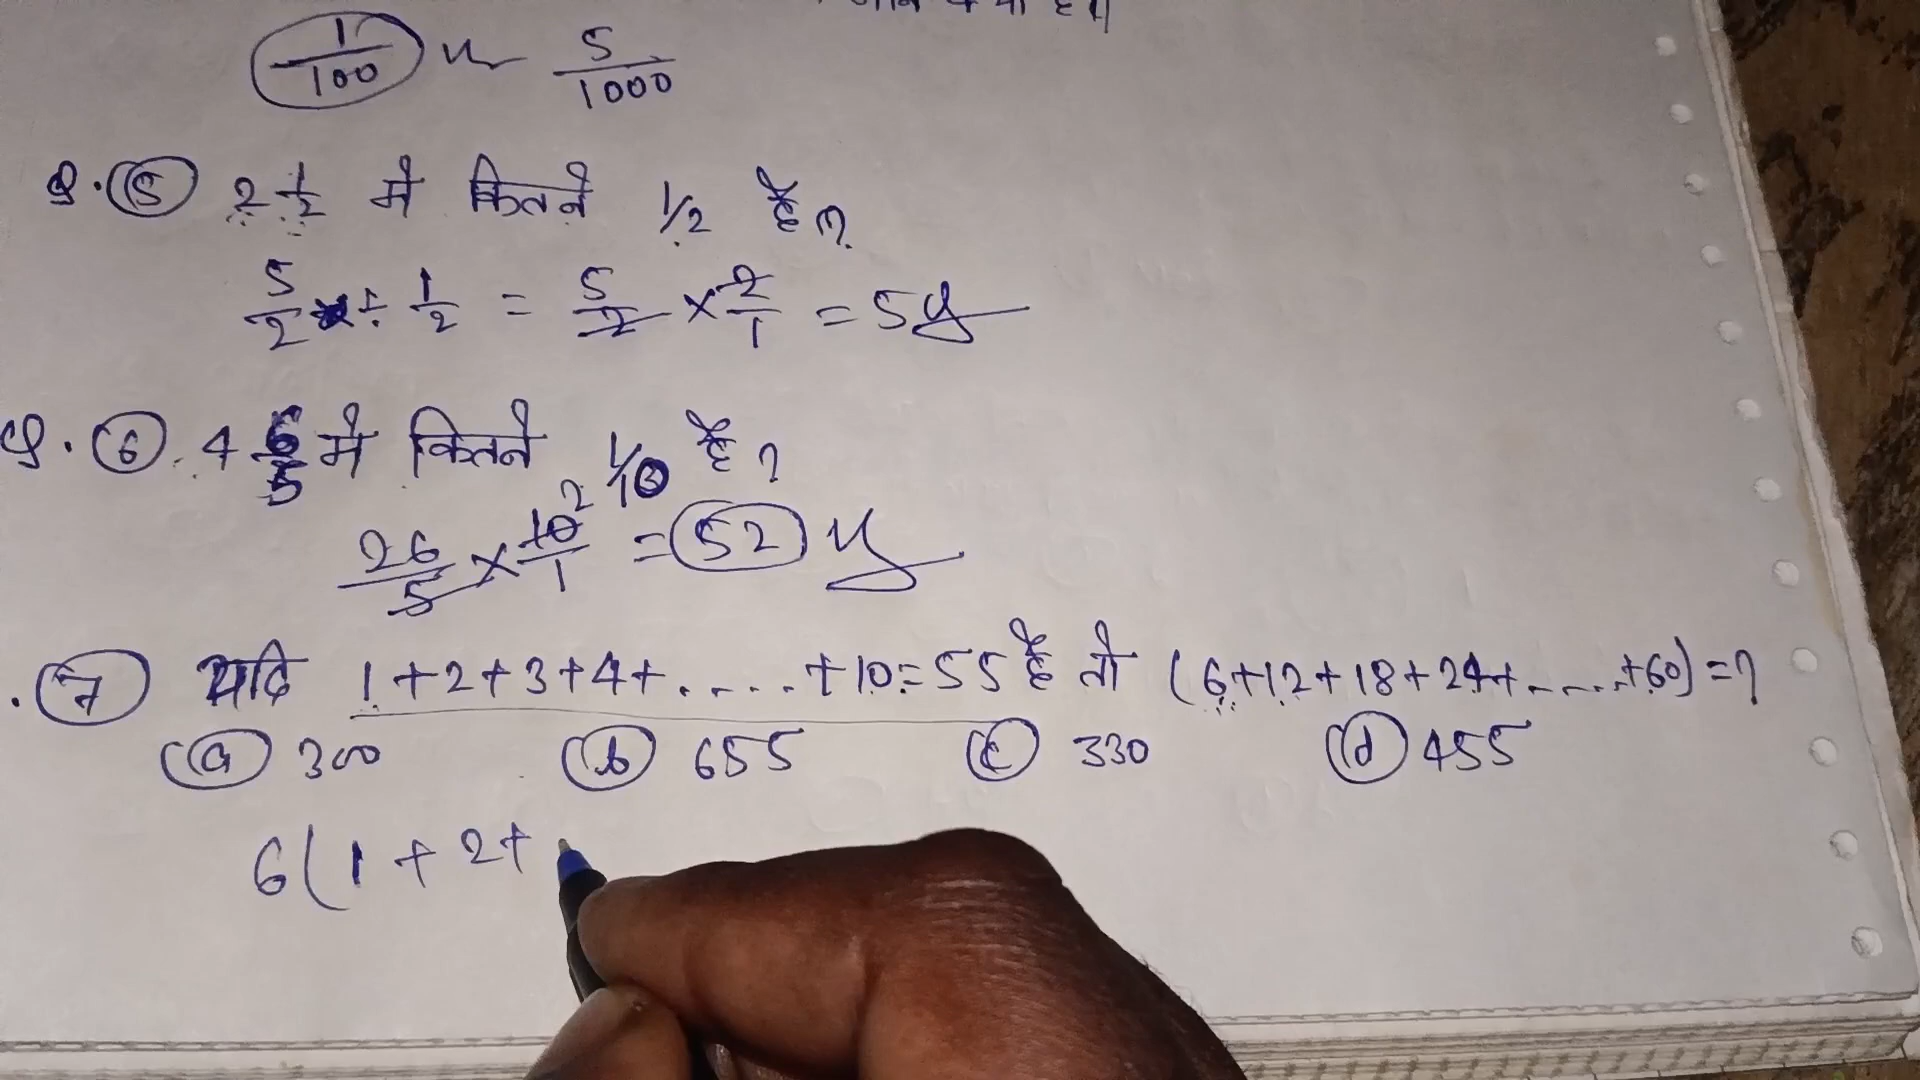 1/100 5/1000
Q.(5) 2 1/2 में कितने 1/2 है?
5/2 ÷ 1/2 = 5/2 × 2/1 = 5
Q.(6). 4 6/5 में कितने 1/10 है?
26/5 × 10/1 2 = 52
.(7) यदि 1+2+3+4+.....+10=55 है तो (6+12+18+24+.....+60)=?
(a) 300 (b) 655 (c) 330 (d) 455
6(1+2+